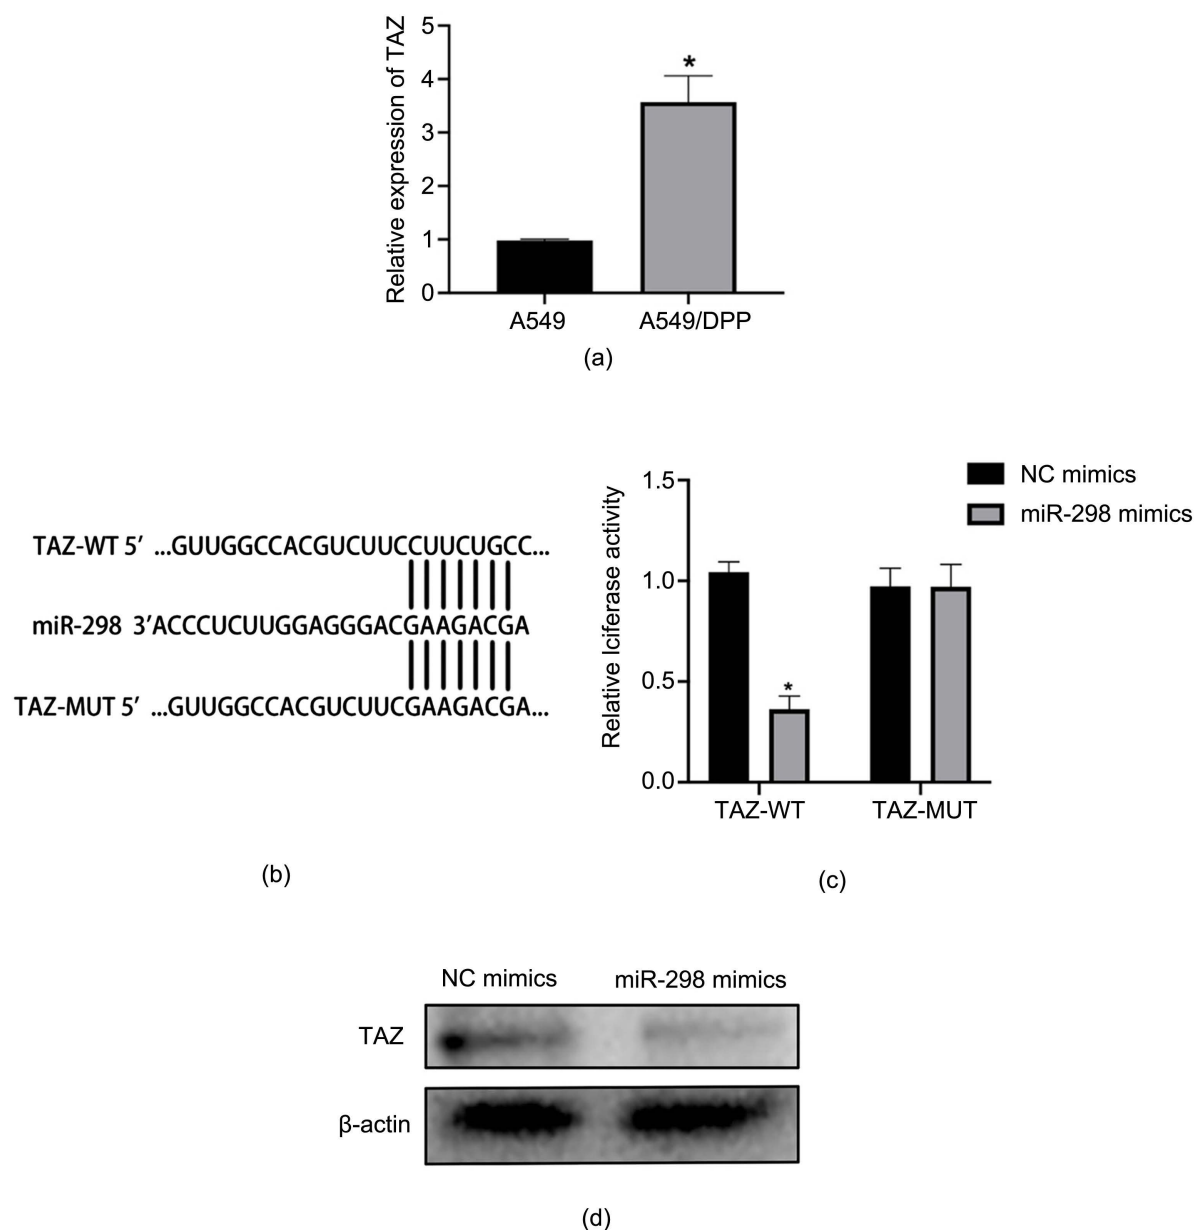 Relative expression of TAZ
5
4
3
2
1
0
A549
A549/DPP
*
(a)
TAZ-WT 5′ ...GUUGGCCACGUCUUCCUUCUGCC...
miR-298 3′ACCCUCUUGGAGGGACGAAGACGA
TAZ-MUT 5′ ...GUUGGCCACGUCUUCGAAGACGA...
(b)
Relative lciferase activity
1.5
1.0
0.5
0.0
*
TAZ-WT
TAZ-MUT
NC mimics
miR-298 mimics
(c)
NC mimics
miR-298 mimics
TAZ
β-actin
(d)